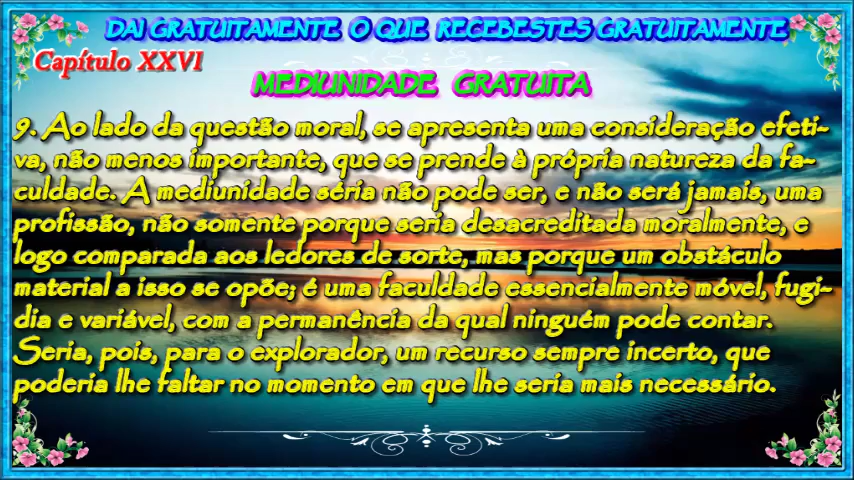 DAI GRATUITAMENTE O QUE RECEBESTES GRATUITAMENTE
Capítulo XXVI
MEDIUNIDADE GRATUITA
9. Ao lado da questão moral, se apresenta uma consideração efeti-
va, não menos importante, que se prende à própria natureza da fa-
culdade. A mediunidade séria não pode ser, e não será jamais, uma
profissão, não somente porque seria desacreditada moralmente, e
logo comparada aos ledores de sorte, mas porque um obstáculo
material a isso se opõe; é uma faculdade essencialmente móvel, fugi-
dia e variável, com a permanência da qual ninguém pode contar.
Seria, pois, para o explorador, um recurso sempre incerto, que
poderia lhe faltar no momento em que lhe seria mais necessário.